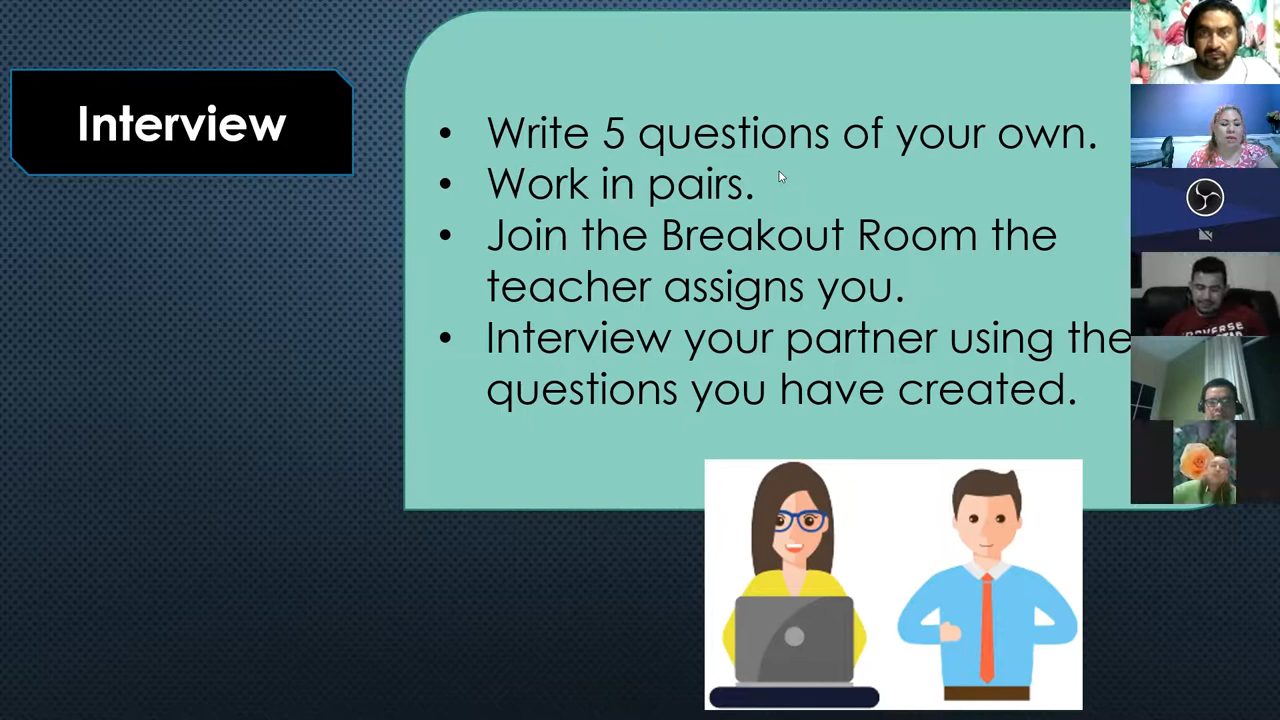 Interview
• Write 5 questions of your own.
• Work in pairs.
• Join the Breakout Room the
teacher assigns you.
• Interview your partner using the
questions you have created.